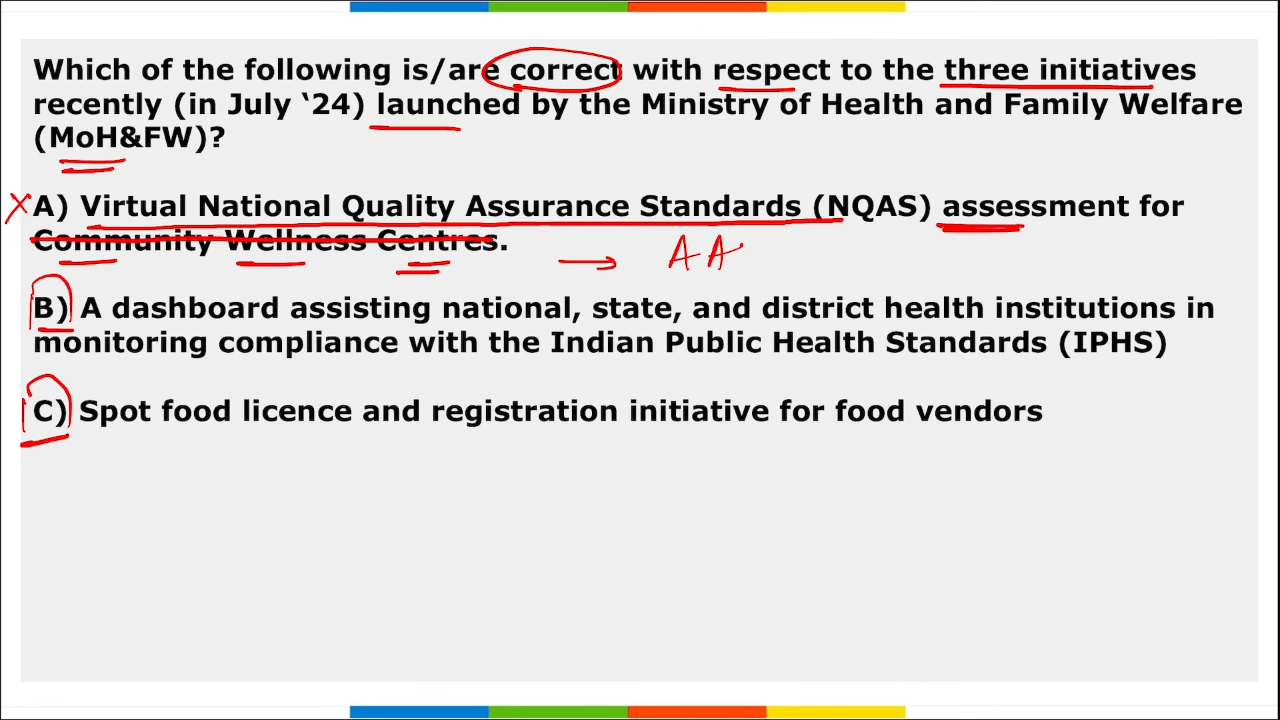 Which of the following is/are correct with respect to the three initiatives
recently (in July ‘24) launched by the Ministry of Health and Family Welfare
(MoH&FW)?
X A) Virtual National Quality Assurance Standards (NQAS) assessment for
Community Wellness Centres.
→ AA
B) A dashboard assisting national, state, and district health institutions in
monitoring compliance with the Indian Public Health Standards (IPHS)
C) Spot food licence and registration initiative for food vendors